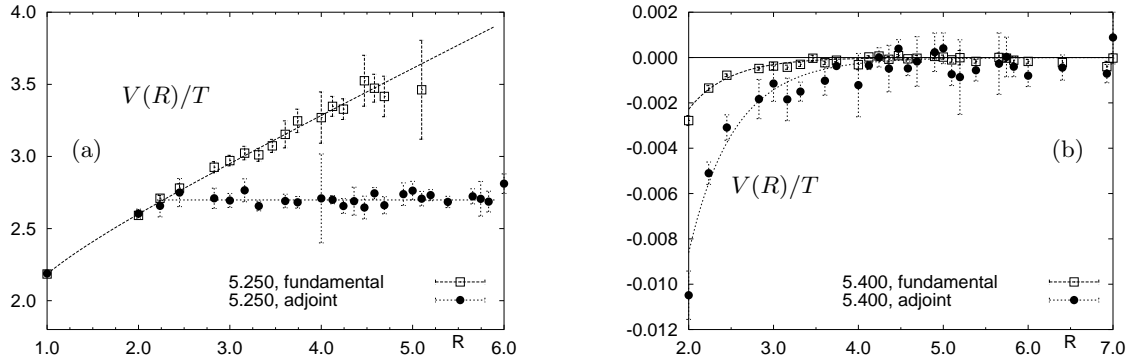 4.0
3.5
3.0
2.5
2.0
V(R)/T
(a)
5.250, fundamental
5.250, adjoint
1.0 2.0 3.0 4.0 5.0 R 6.0
0.002
0.000
-0.002
-0.004
-0.006
-0.008
-0.010
-0.012
(b)
V(R)/T
5.400, fundamental
5.400, adjoint
2.0 3.0 4.0 5.0 6.0 R 7.0